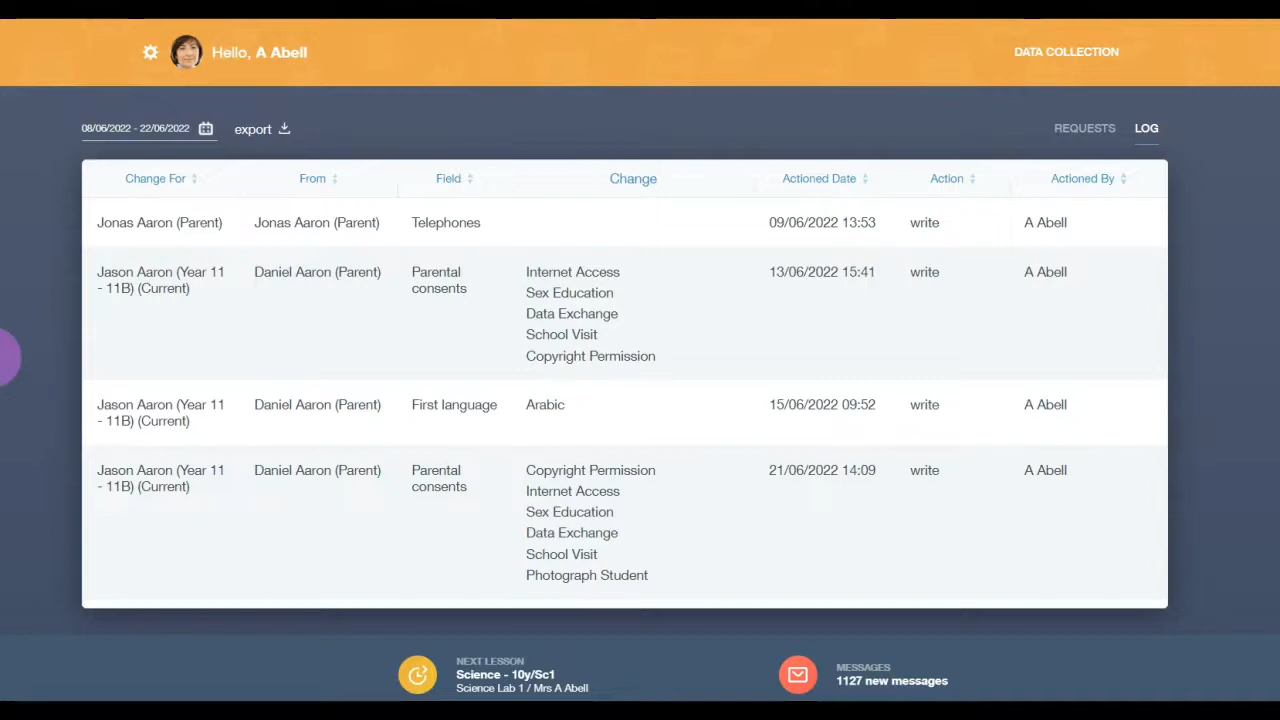 Hello, A Abell
DATA COLLECTION
08/06/2022 - 22/06/2022
export
REQUESTS
LOG
Change For
From
Field
Change
Actioned Date
Action
Actioned By
Jonas Aaron (Parent)
Jonas Aaron (Parent)
Telephones
09/06/2022 13:53
write
A Abell
Jason Aaron (Year 11
- 11B) (Current)
Daniel Aaron (Parent)
Parental
consents
Internet Access
Sex Education
Data Exchange
School Visit
Copyright Permission
13/06/2022 15:41
write
A Abell
Jason Aaron (Year 11
- 11B) (Current)
Daniel Aaron (Parent)
First language
Arabic
15/06/2022 09:52
write
A Abell
Jason Aaron (Year 11
- 11B) (Current)
Daniel Aaron (Parent)
Parental
consents
Copyright Permission
Internet Access
Sex Education
Data Exchange
School Visit
Photograph Student
21/06/2022 14:09
write
A Abell
NEXT LESSON
Science - 10y/Sc1
Science Lab 1 / Mrs A Abell
MESSAGES
1127 new messages